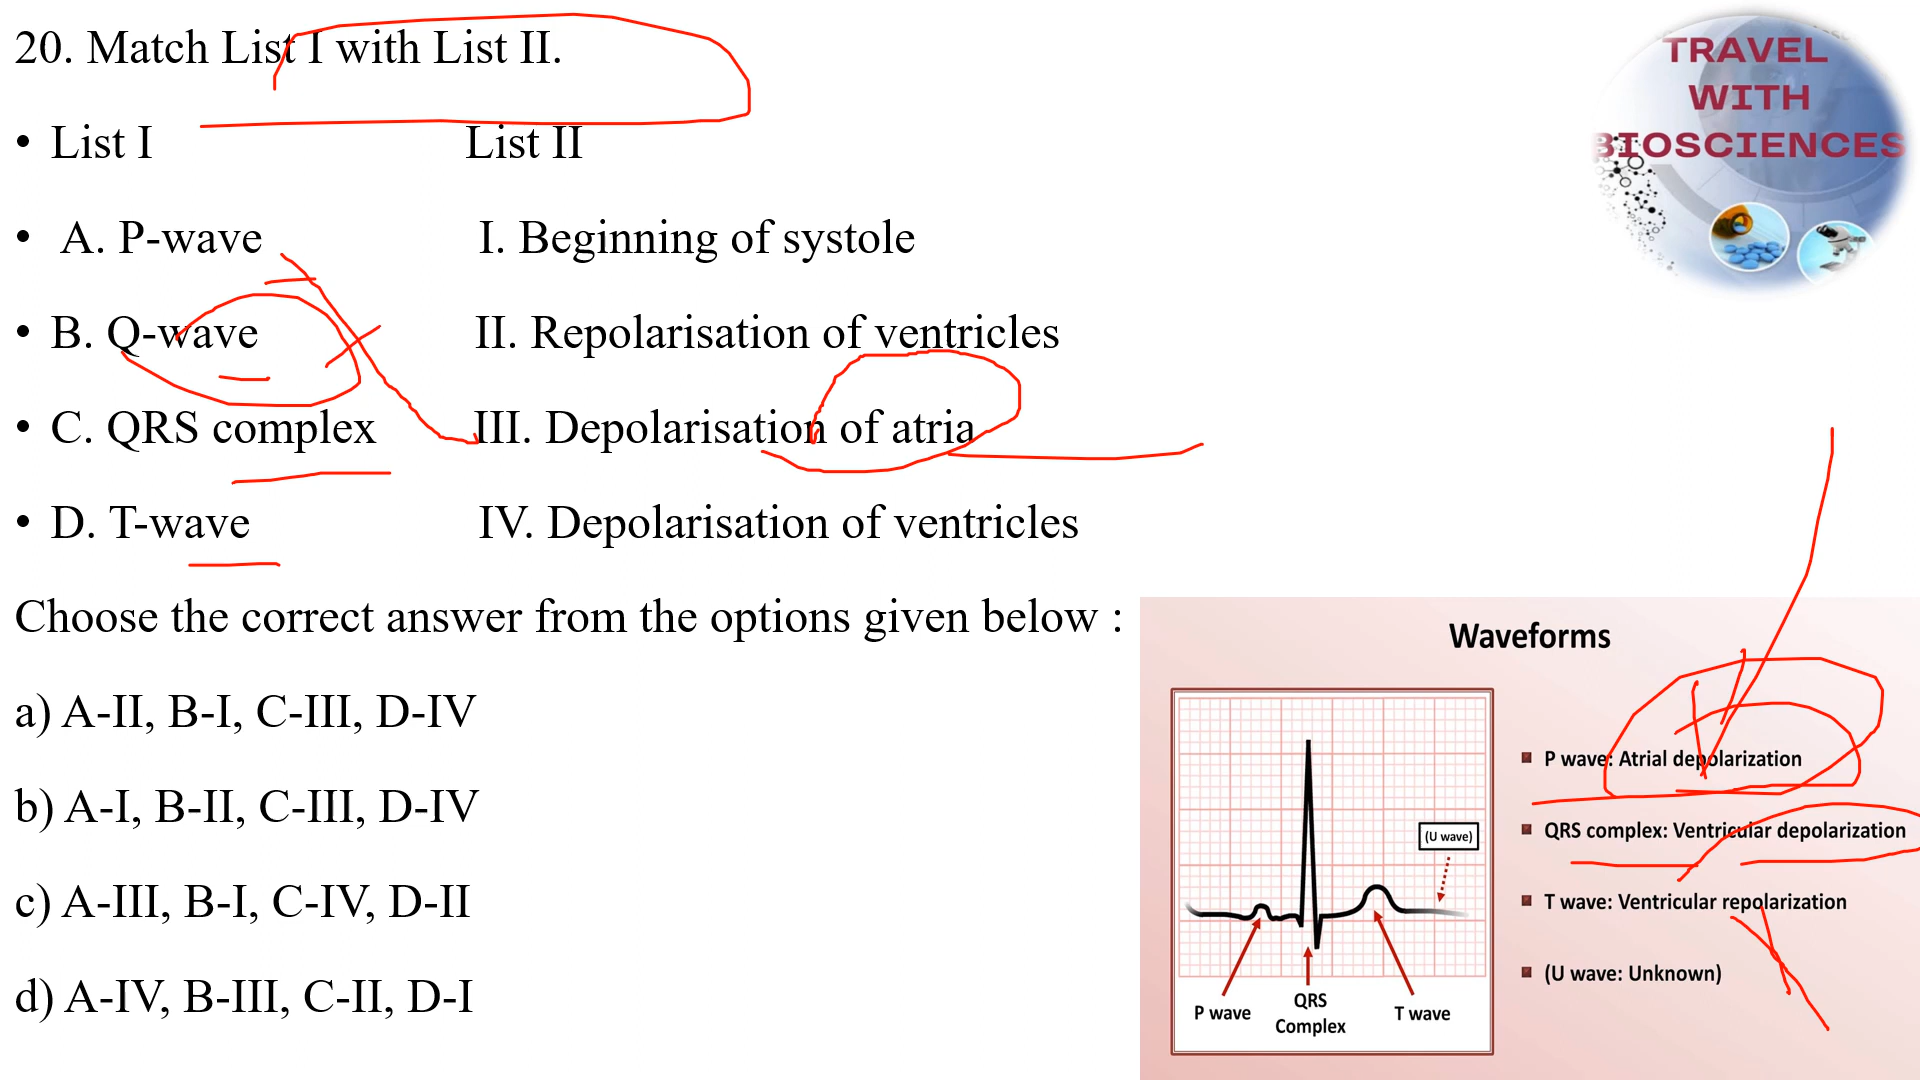 20. Match List I with List II.
• List I List II
• A. P-wave I. Beginning of systole
• B. Q-wave II. Repolarisation of ventricles
• C. QRS complex III. Depolarisation of atria
• D. T-wave IV. Depolarisation of ventricles
Choose the correct answer from the options given below :
a) A-II, B-I, C-III, D-IV
b) A-I, B-II, C-III, D-IV
c) A-III, B-I, C-IV, D-II
d) A-IV, B-III, C-II, D-I
TRAVEL
WITH
BIOSCIENCES
Waveforms
(U wave)
P wave
QRS
Complex
T wave
P wave: Atrial depolarization
QRS complex: Ventricular depolarization
T wave: Ventricular repolarization
(U wave: Unknown)